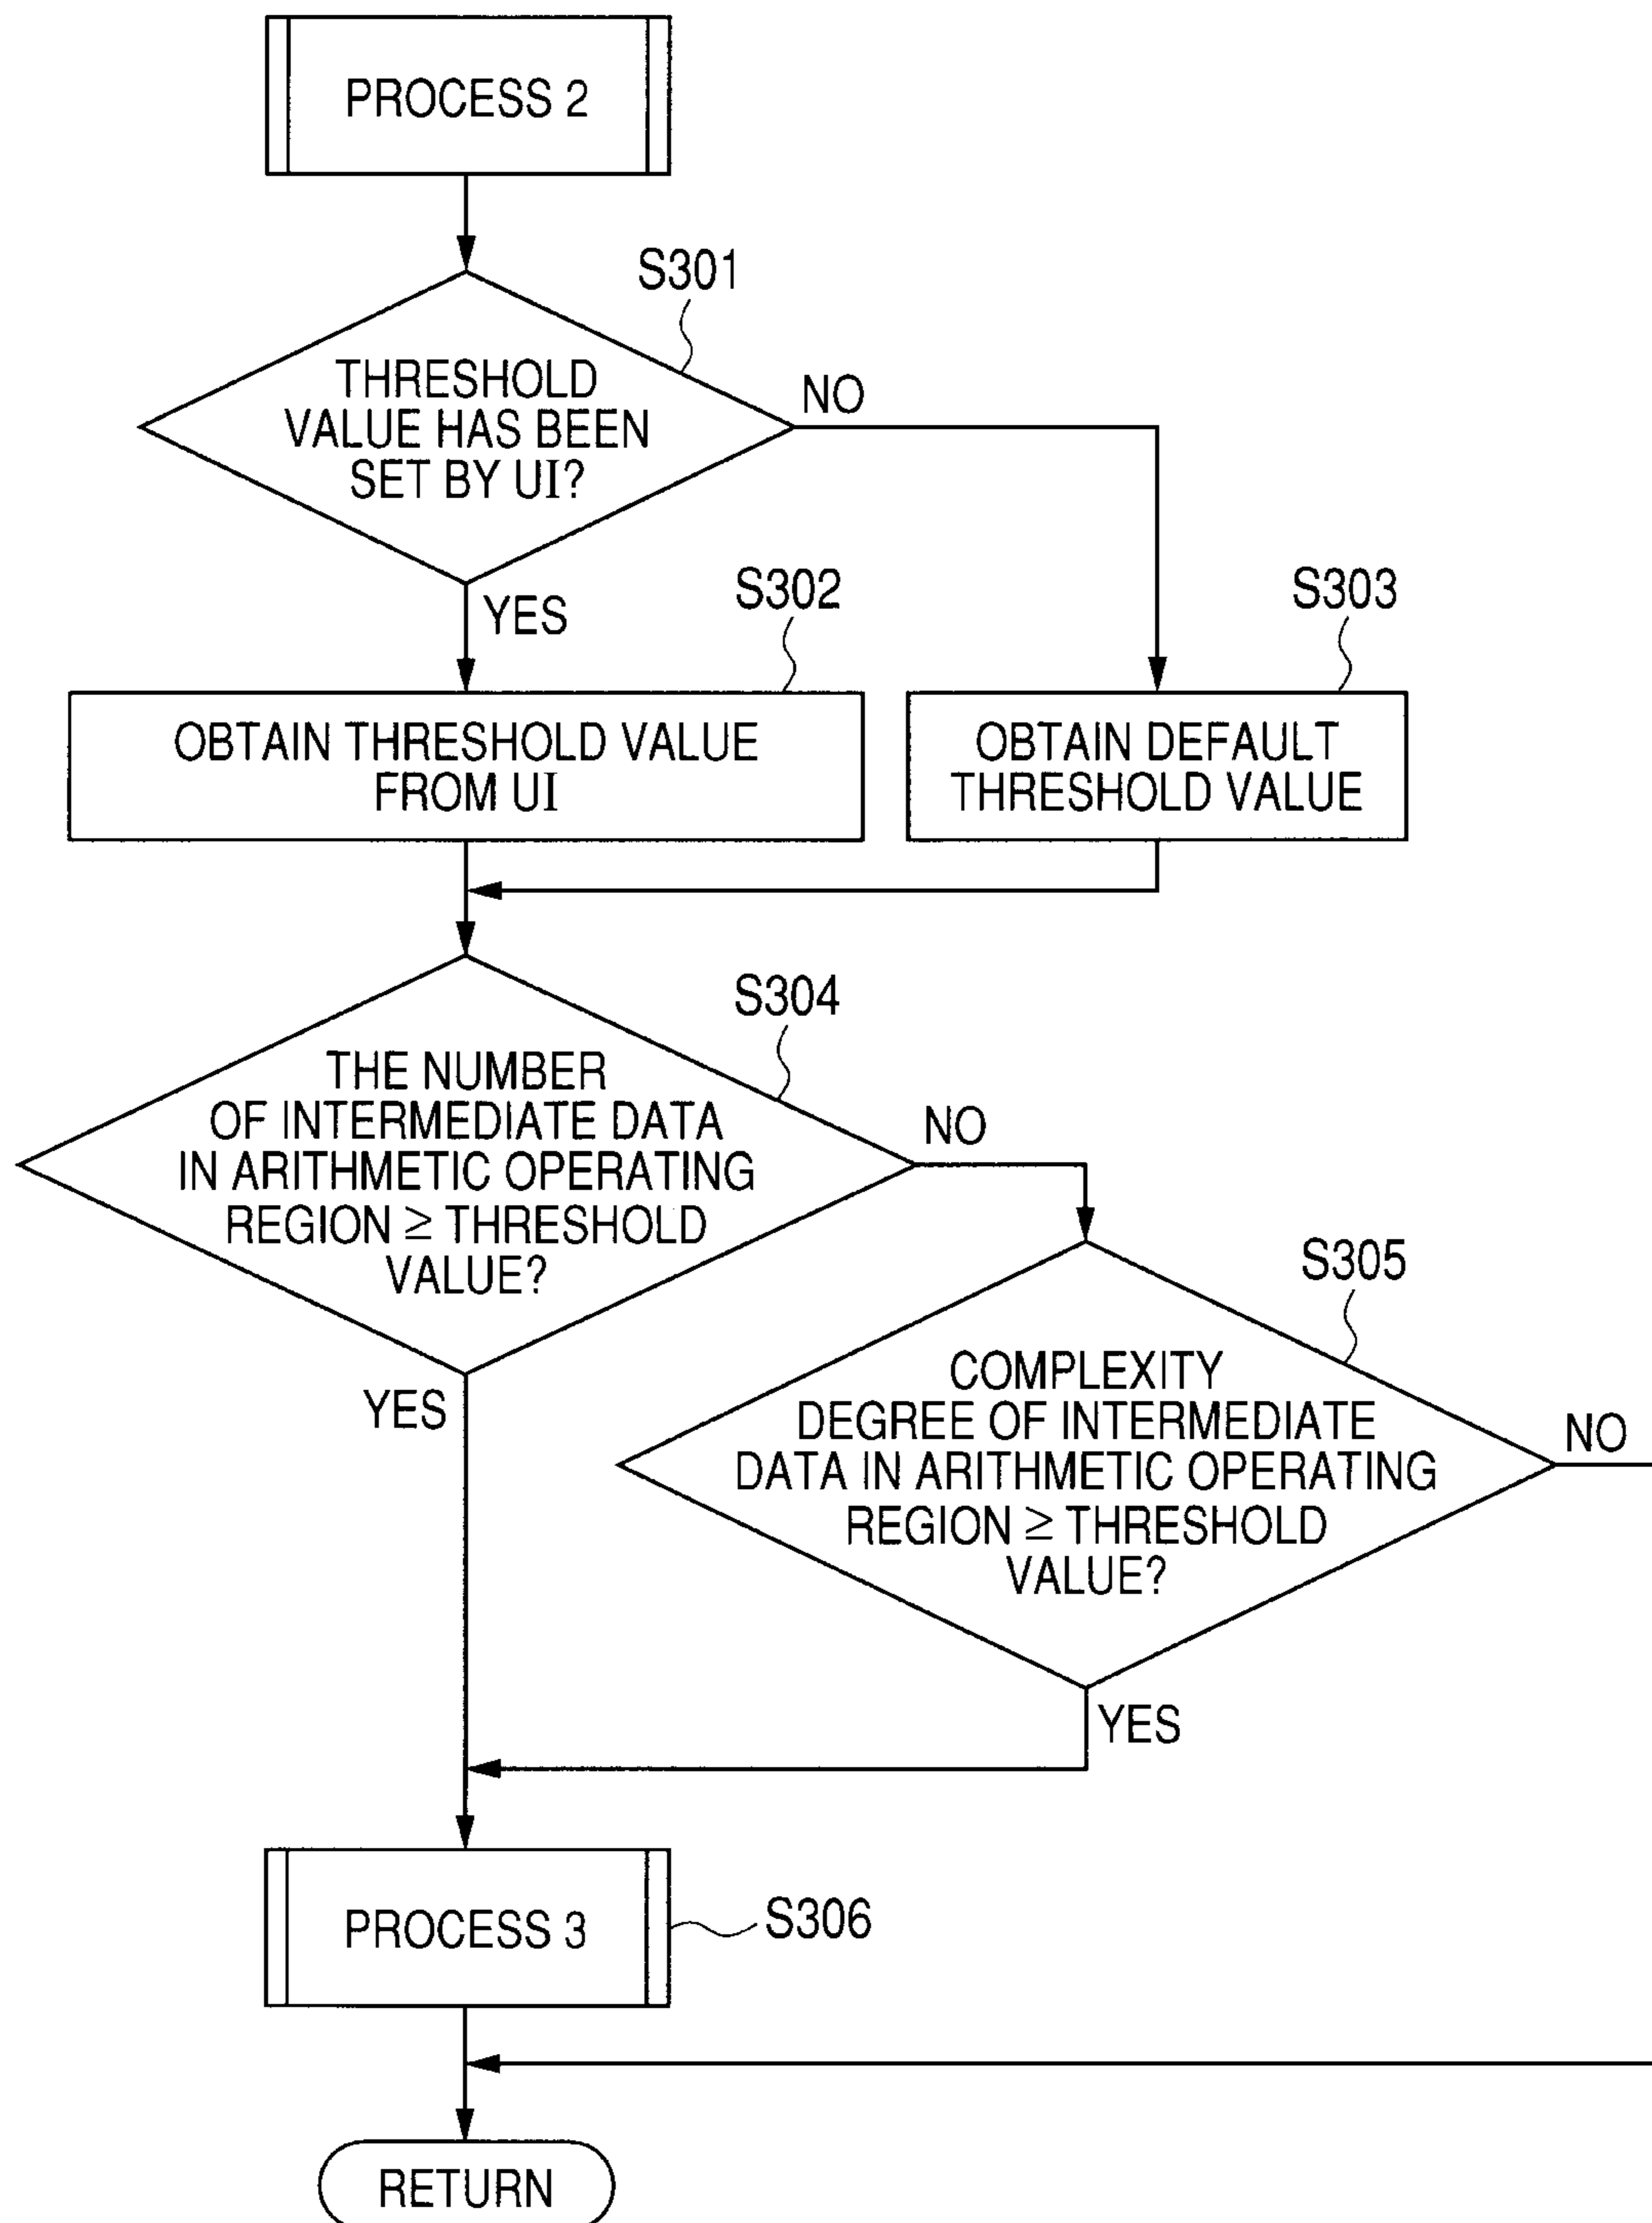 PROCESS 2
S301
THRESHOLD
VALUE HAS BEEN
SET BY UI?
NO
YES
S302
S303
OBTAIN THRESHOLD VALUE
FROM UI
OBTAIN DEFAULT
THRESHOLD VALUE
S304
THE NUMBER
OF INTERMEDIATE DATA
IN ARITHMETIC OPERATING
REGION ≥ THRESHOLD
VALUE?
NO
YES
S305
COMPLEXITY
DEGREE OF INTERMEDIATE
DATA IN ARITHMETIC OPERATING
REGION ≥ THRESHOLD
VALUE?
NO
YES
PROCESS 3
S306
RETURN